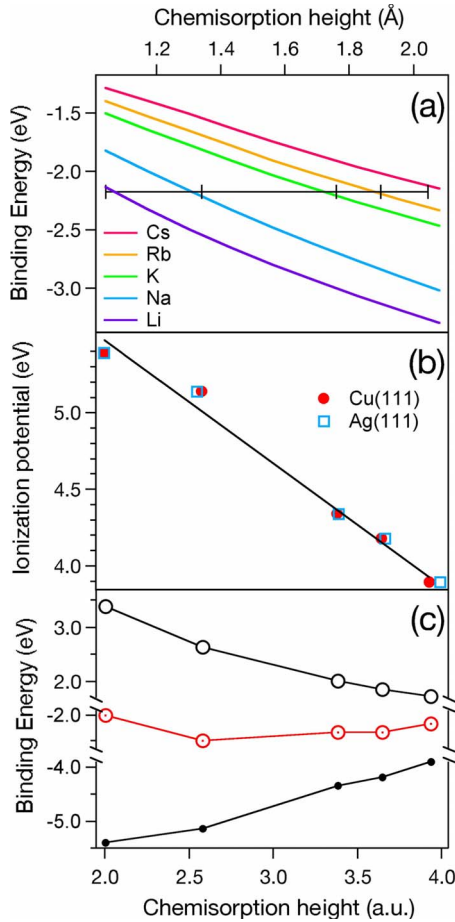 Chemisorption height (Å)
1.2 1.4 1.6 1.8 2.0
(a)
Binding Energy (eV)
-1.5
-2.0
-2.5
-3.0
Cs
Rb
K
Na
Li
(b)
Ionization potential (eV)
5.0
4.5
4.0
Cu(111)
Ag(111)
(c)
Binding Energy (eV)
3.0
2.0
-2.0
-4.0
-5.0
2.0 2.5 3.0 3.5 4.0
Chemisorption height (a.u.)